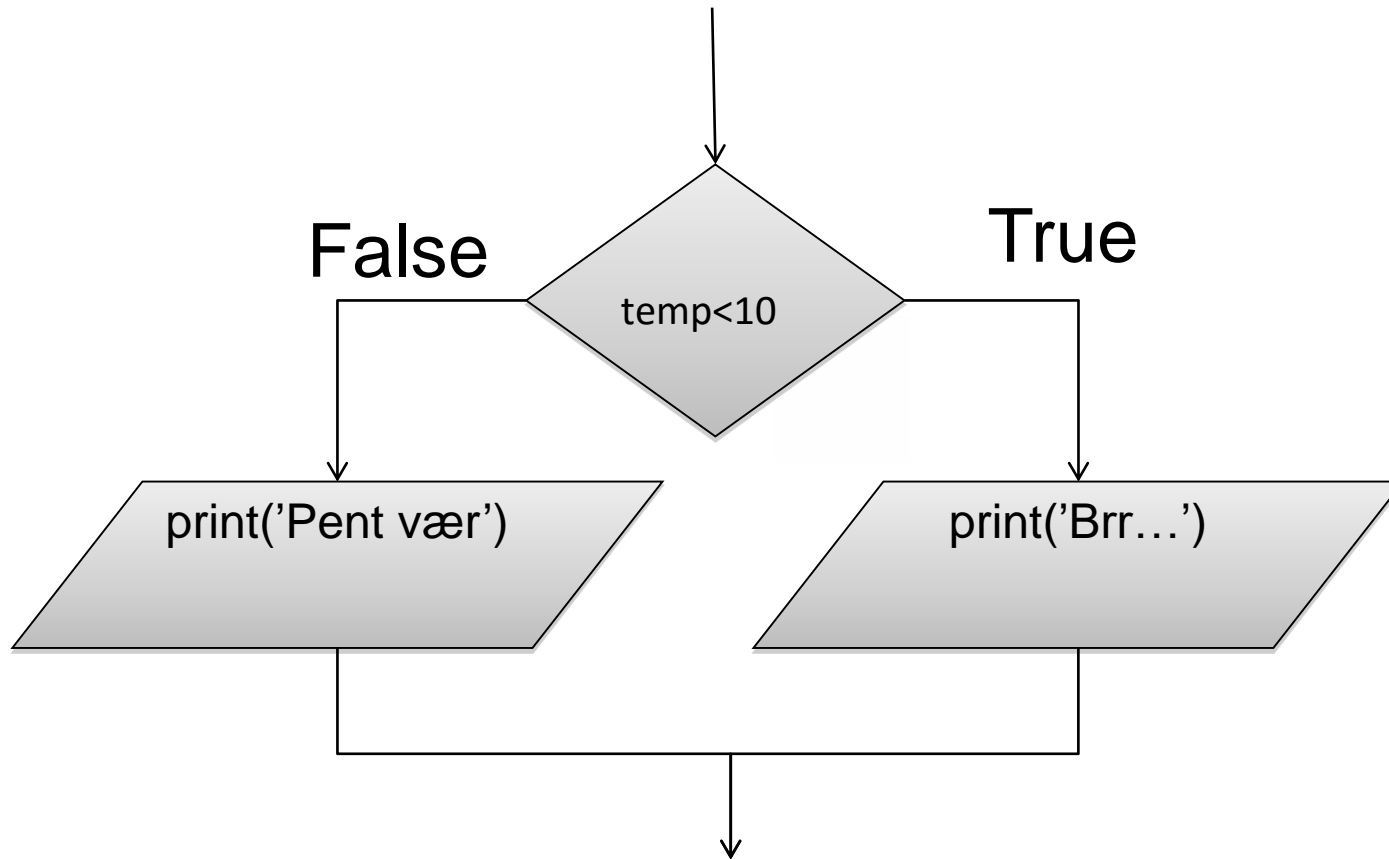 False
True
temp<10
print(’Pent vær’)
print(’Brr…’)